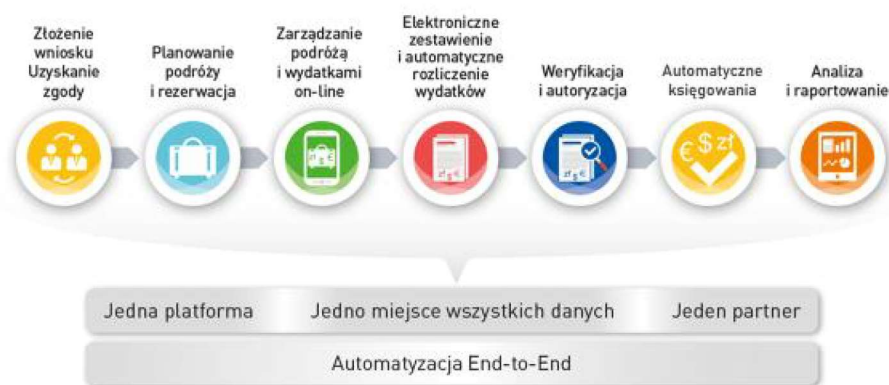 Złożenie
wniosku
Uzyskanie
zgody
Planowanie
podróży
i rezerwacja
Zarządzanie
podróżą
i wydatkami
on-line
Elektroniczne
zestawienie
i automatyczne
rozliczenie
wydatków
Weryfikacja
i autoryzacja
Automatyczne
księgowania
Analiza
i raportowanie
€ $ zł
Jedna platforma
Jedno miejsce wszystkich danych
Jeden partner
Automatyzacja End-to-End